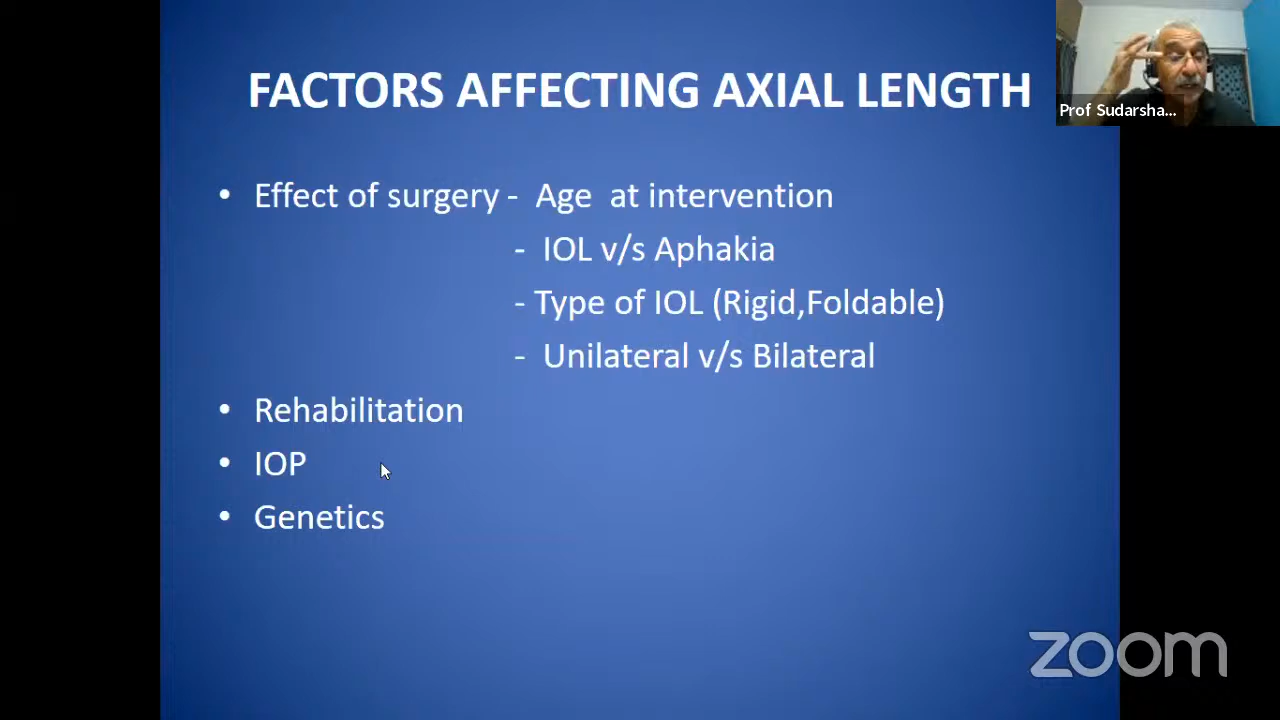 FACTORS AFFECTING AXIAL LENGTH
Prof Sudarsha...
• Effect of surgery - Age at intervention
- IOL v/s Aphakia
- Type of IOL (Rigid,Foldable)
- Unilateral v/s Bilateral
• Rehabilitation
• IOP
• Genetics
zoom